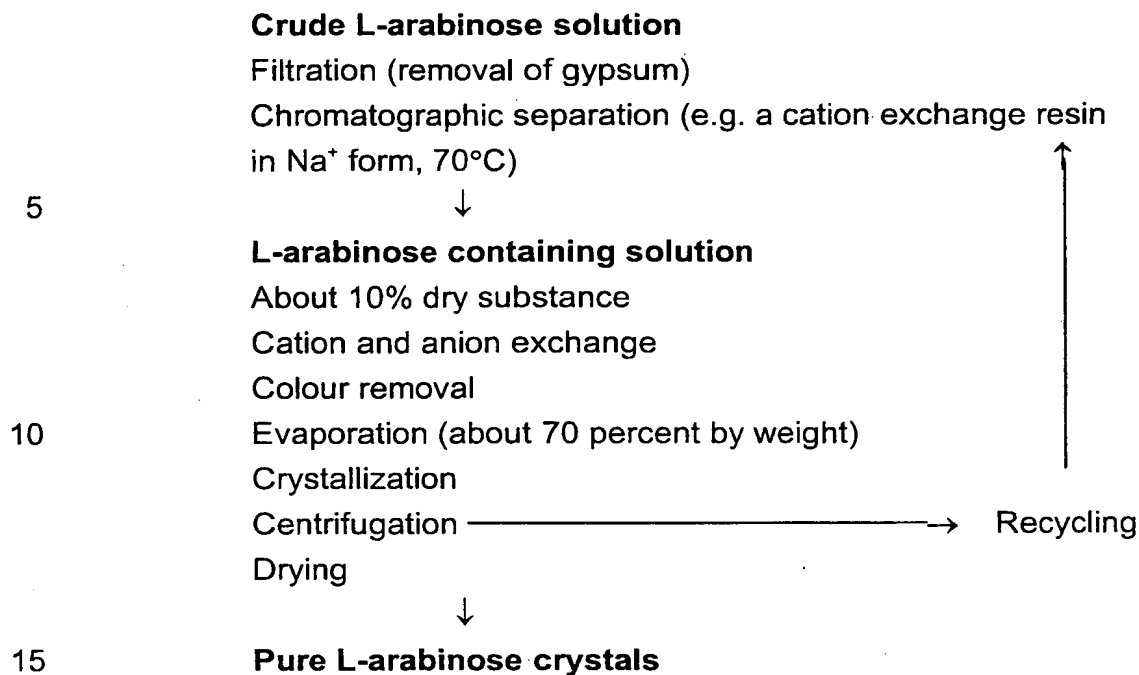 Crude L-arabinose solution
Filtration (removal of gypsum)
Chromatographic separation (e.g. a cation exchange resin
in Na⁺ form, 70°C)
5 ↓
L-arabinose containing solution
About 10% dry substance
Cation and anion exchange
Colour removal
10 Evaporation (about 70 percent by weight)
Crystallization
Centrifugation → Recycling
Drying
↓
15 Pure L-arabinose crystals